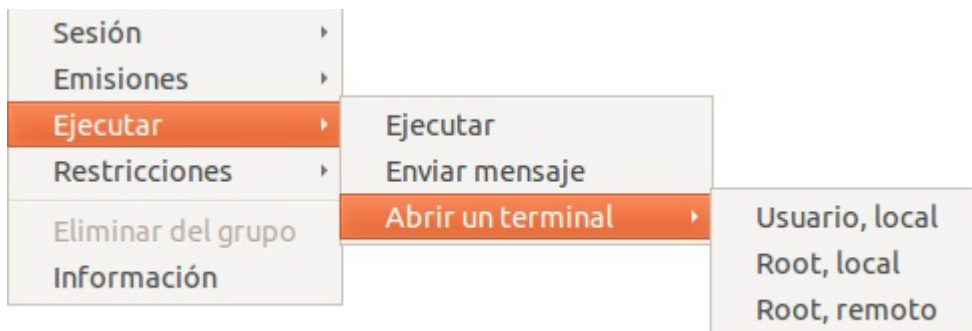 Sesión
Emisiones
Ejecutar
Restricciones
Eliminar del grupo
Información
Ejecutar
Enviar mensaje
Abrir un terminal
Usuario, local
Root, local
Root, remoto